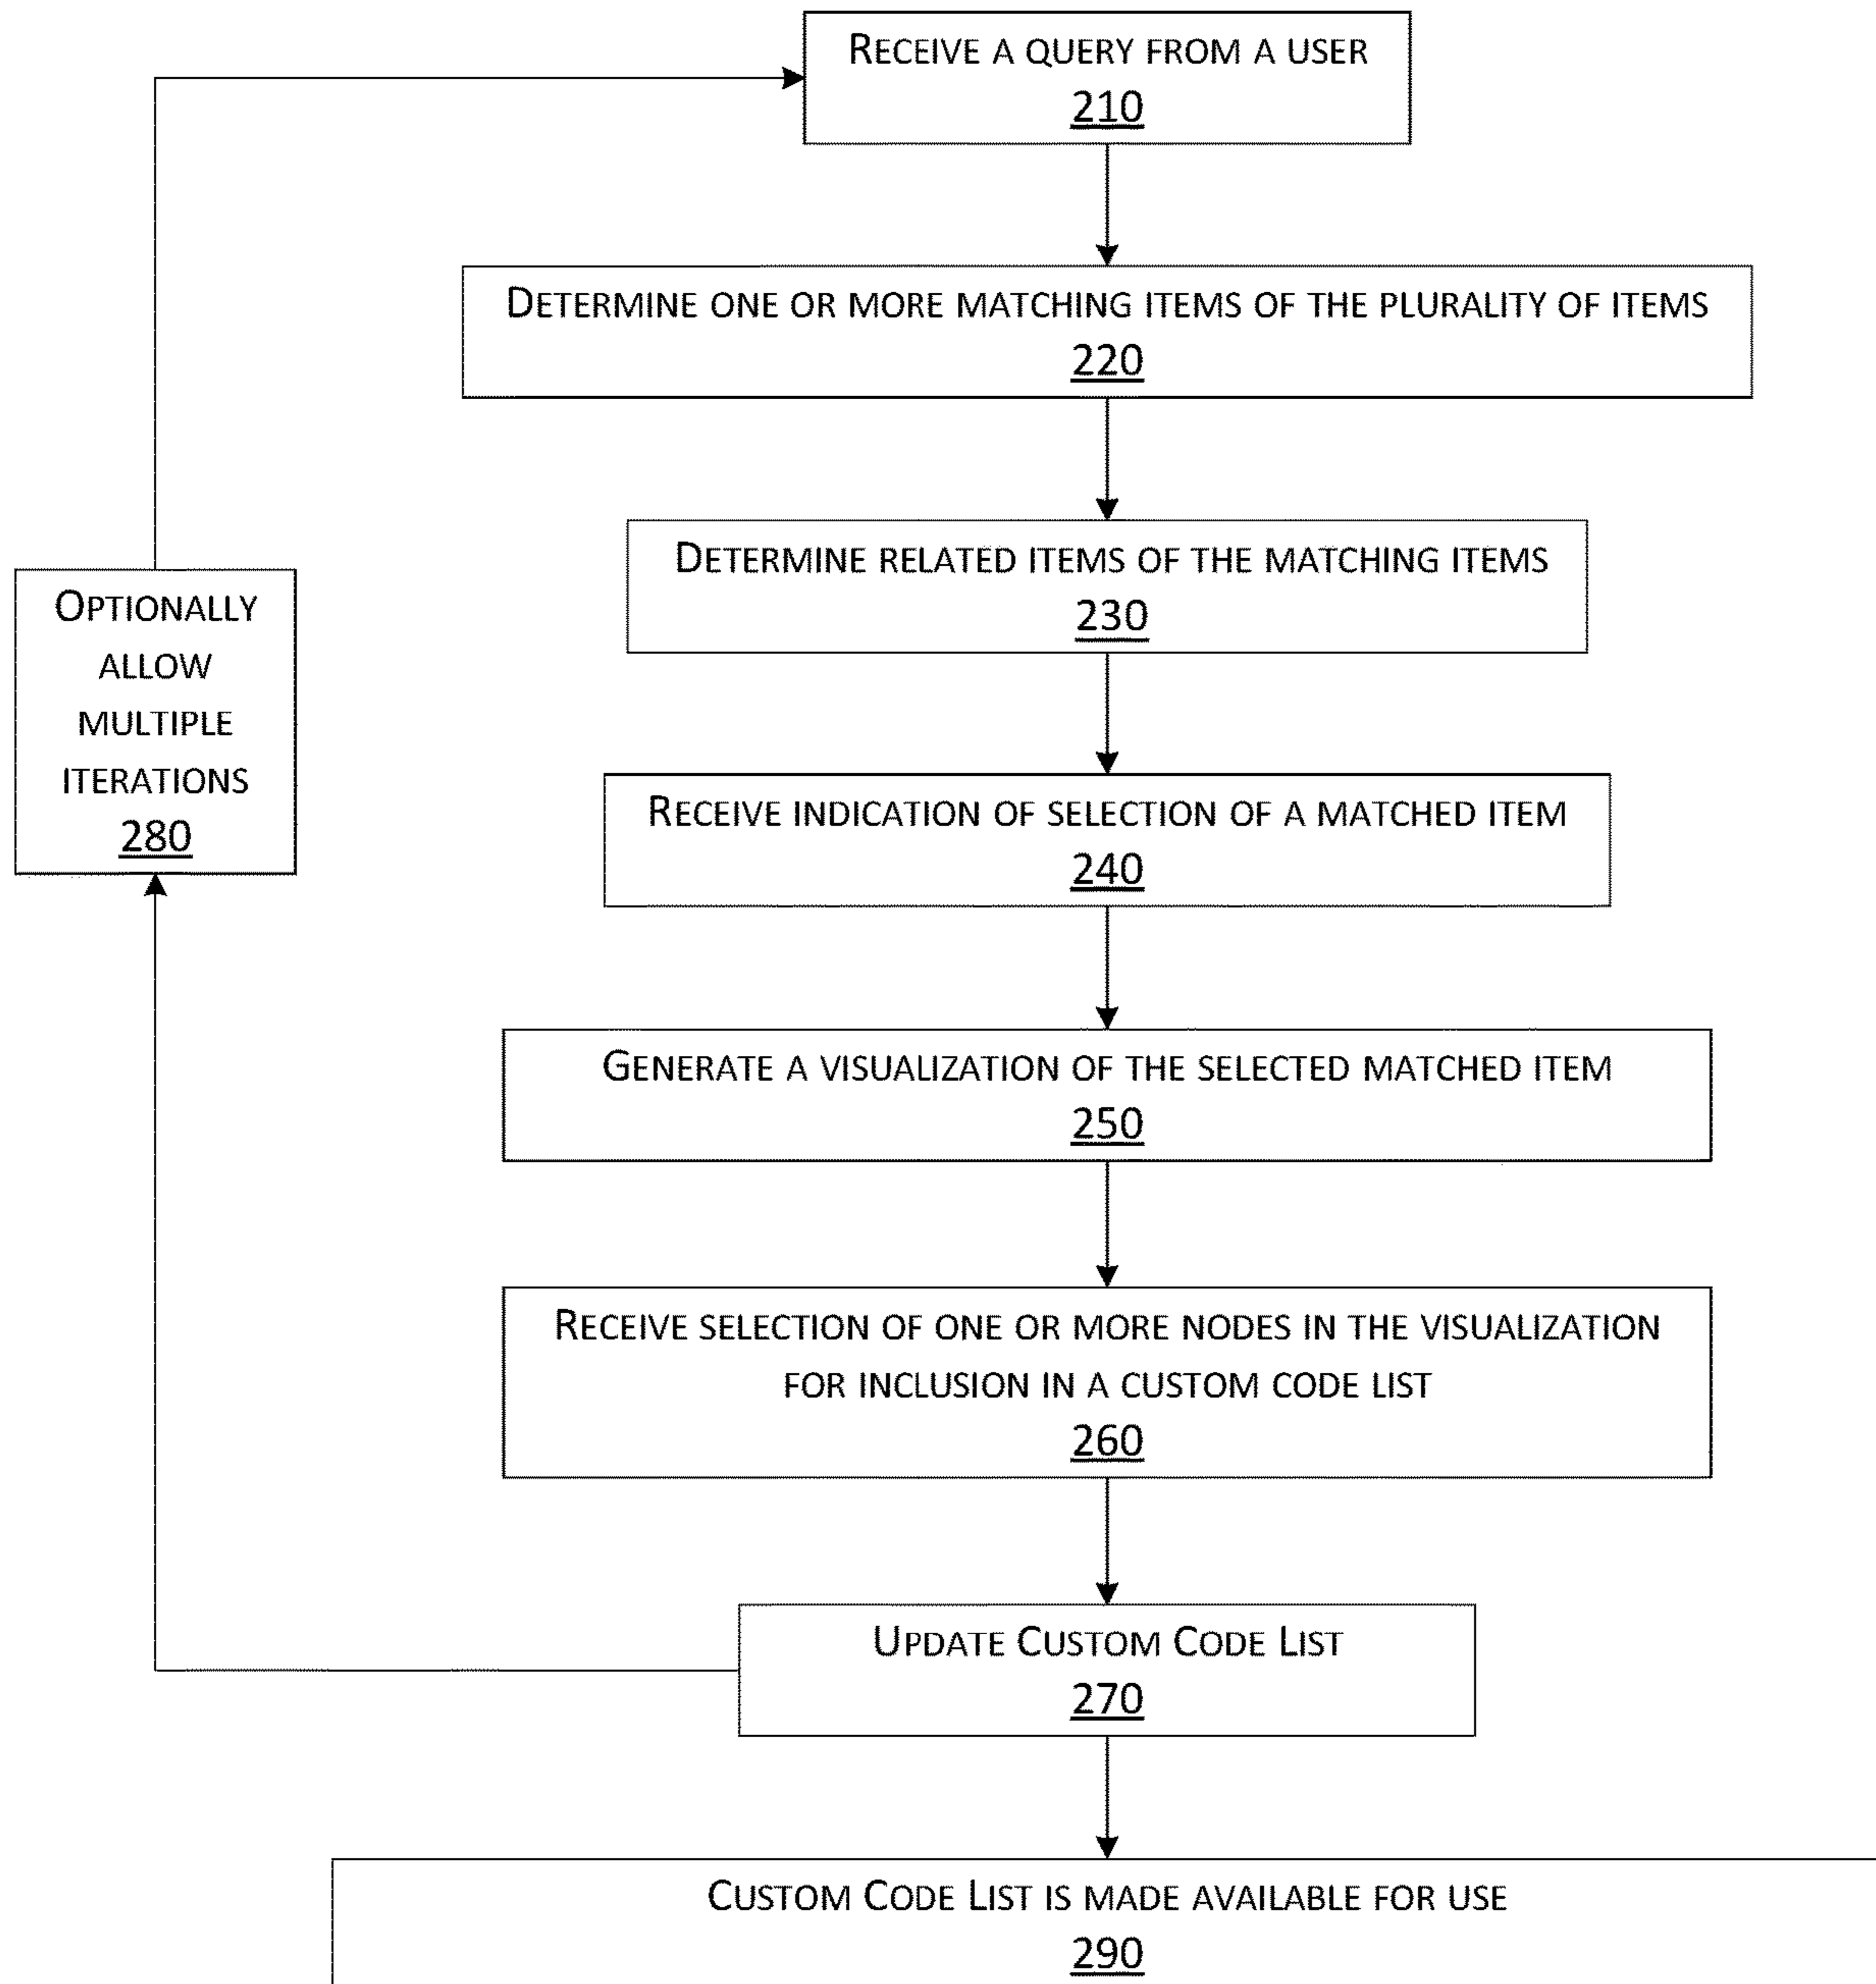 RECEIVE A QUERY FROM A USER
210
DETERMINE ONE OR MORE MATCHING ITEMS OF THE PLURALITY OF ITEMS
220
DETERMINE RELATED ITEMS OF THE MATCHING ITEMS
230
OPTIONALLY
ALLOW
MULTIPLE
ITERATIONS
280
RECEIVE INDICATION OF SELECTION OF A MATCHED ITEM
240
GENERATE A VISUALIZATION OF THE SELECTED MATCHED ITEM
250
RECEIVE SELECTION OF ONE OR MORE NODES IN THE VISUALIZATION
FOR INCLUSION IN A CUSTOM CODE LIST
260
UPDATE CUSTOM CODE LIST
270
CUSTOM CODE LIST IS MADE AVAILABLE FOR USE
290